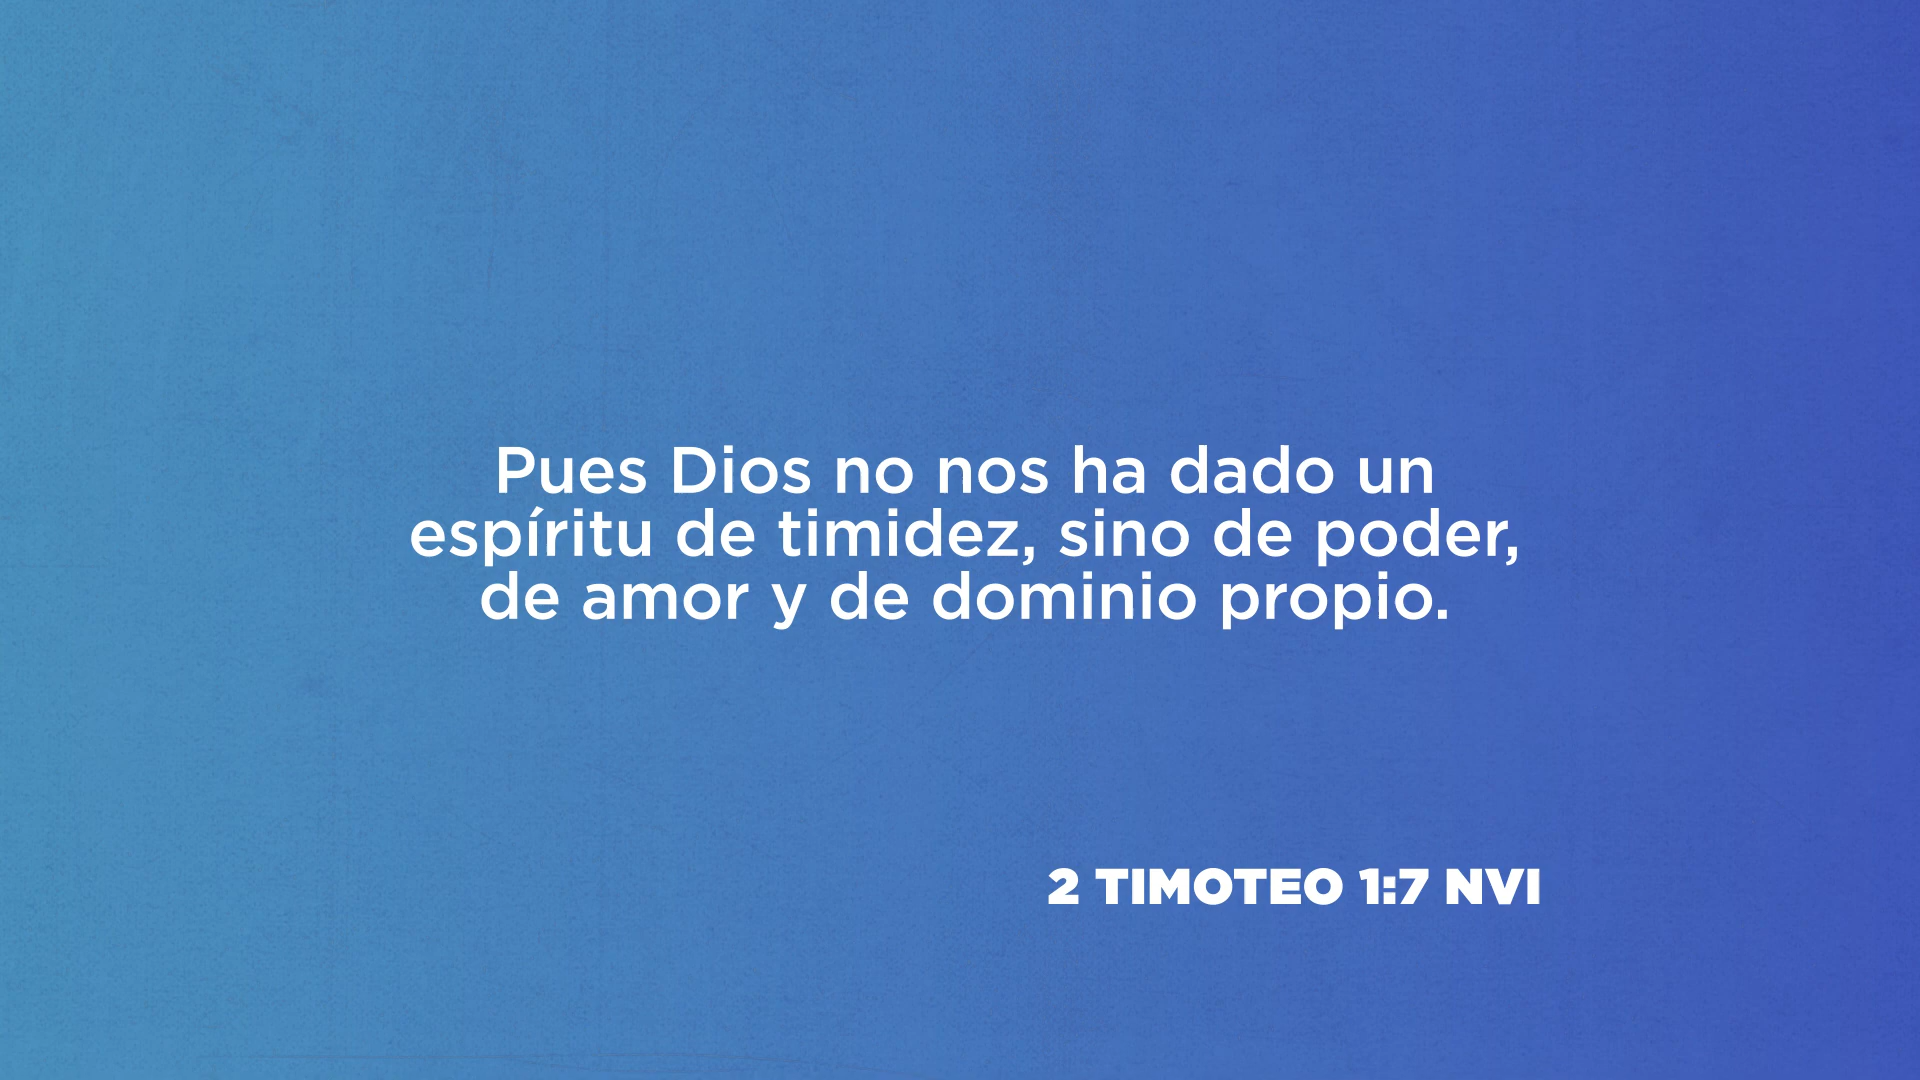 Pues Dios no nos ha dado un
espíritu de timidez, sino de poder,
de amor y de dominio propio.
2 TIMOTEO 1:7 NVI